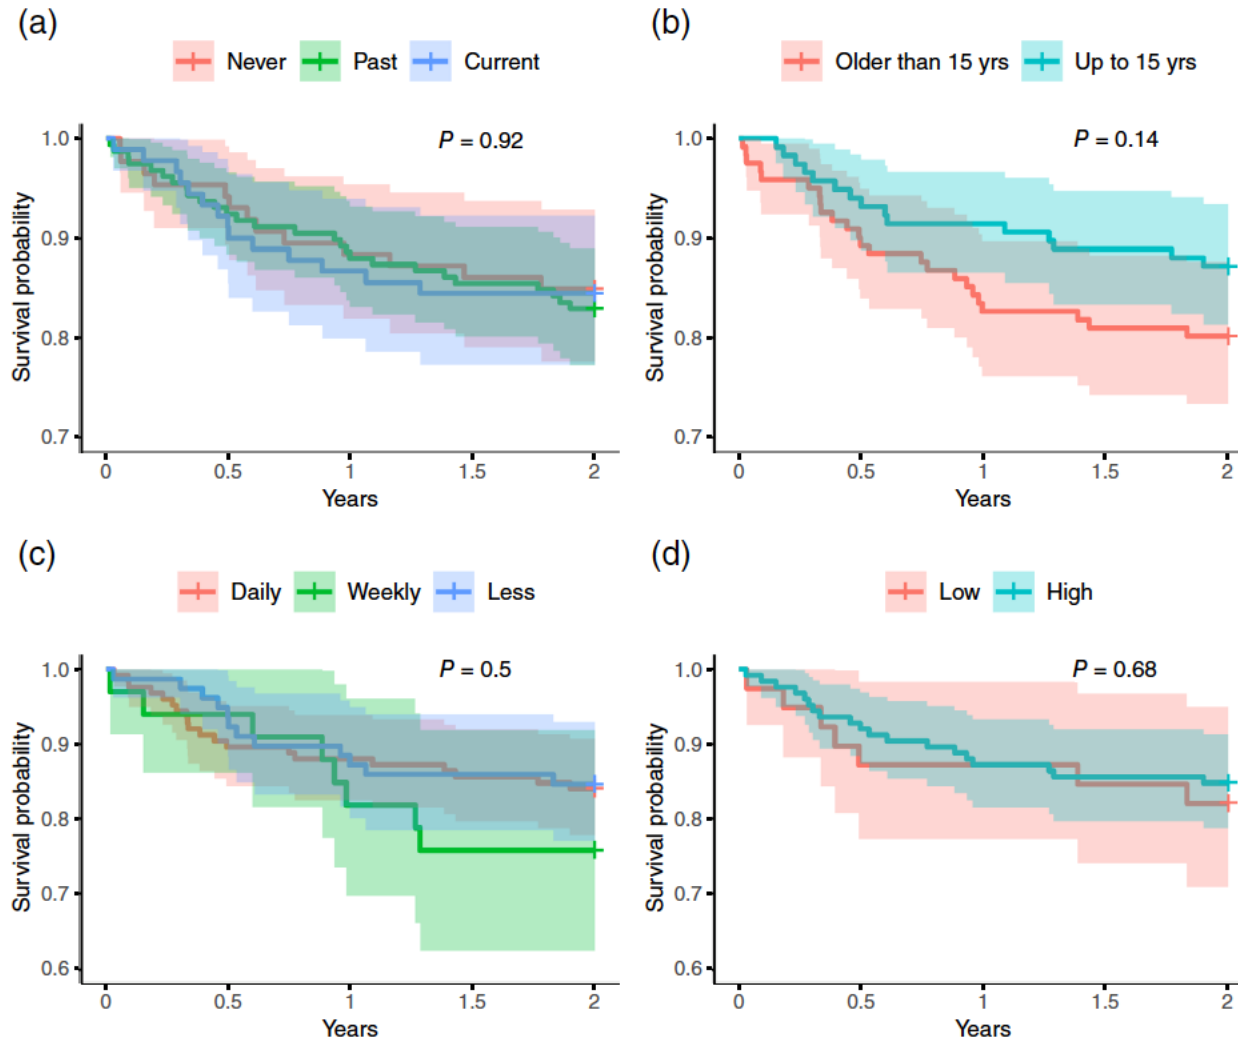 (a)
Never Past Current
P = 0.92
Survival probability
1.0
0.9
0.8
0.7
0 0.5 1 1.5 2
Years
(b)
Older than 15 yrs Up to 15 yrs
P = 0.14
Survival probability
1.0
0.9
0.8
0.7
0 0.5 1 1.5 2
Years
(c)
Daily Weekly Less
P = 0.5
Survival probability
1.0
0.9
0.8
0.7
0.6
0 0.5 1 1.5 2
Years
(d)
Low High
P = 0.68
Survival probability
1.0
0.9
0.8
0.7
0.6
0 0.5 1 1.5 2
Years